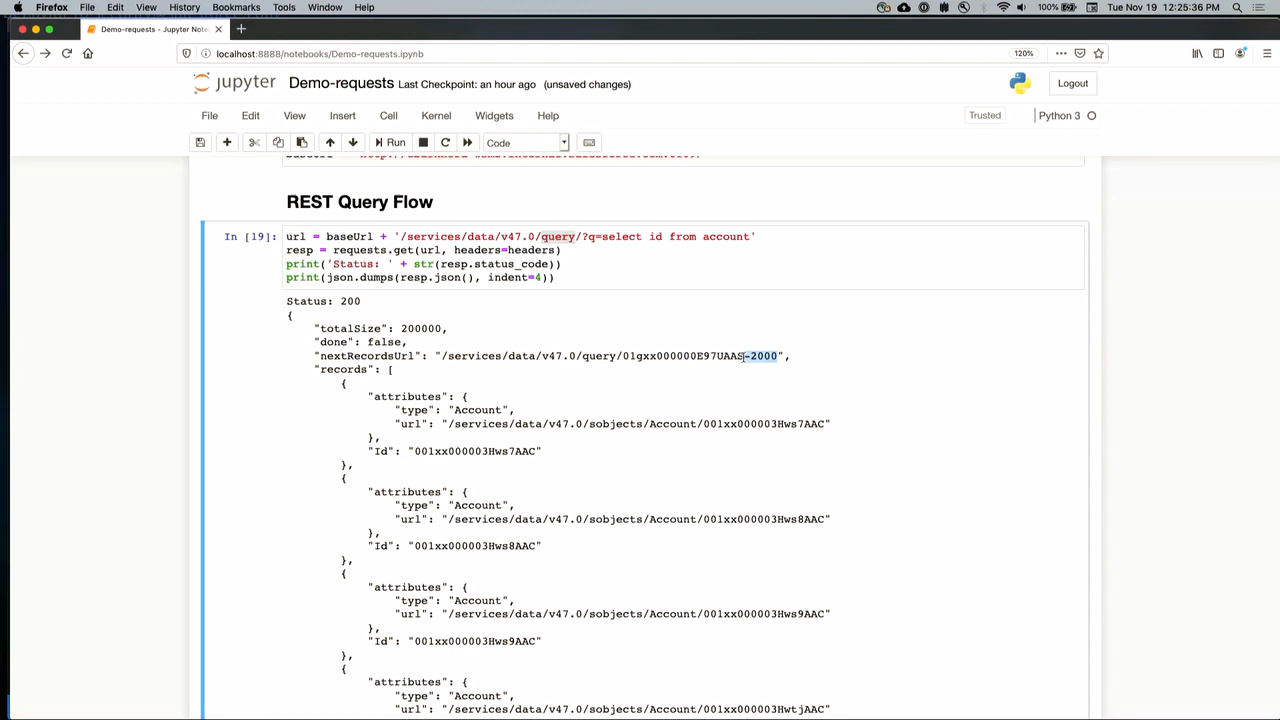 Firefox File Edit View History Bookmarks Tools Window Help 100% Tue Nov 19 12:25:36 PM
Demo-requests - Jupyter Note
localhost:8888/notebooks/Demo-requests.ipynb 120%
jupyter Demo-requests Last Checkpoint: an hour ago (unsaved changes) Logout
File Edit View Insert Cell Kernel Widgets Help Trusted Python 3
Run Code
REST Query Flow
In [19]: url = baseUrl + '/services/data/v47.0/query/?q=select id from account'
resp = requests.get(url, headers=headers)
print('Status: ' + str(resp.status_code))
print(json.dumps(resp.json(), indent=4))
Status: 200
{
"totalSize": 200000,
"done": false,
"nextRecordsUrl": "/services/data/v47.0/query/01gxx000000E97UAAS-2000",
"records": [
{
"attributes": {
"type": "Account",
"url": "/services/data/v47.0/sobjects/Account/001xx000003Hws7AAC"
},
"Id": "001xx000003Hws7AAC"
},
{
"attributes": {
"type": "Account",
"url": "/services/data/v47.0/sobjects/Account/001xx000003Hws8AAC"
},
"Id": "001xx000003Hws8AAC"
},
{
"attributes": {
"type": "Account",
"url": "/services/data/v47.0/sobjects/Account/001xx000003Hws9AAC"
},
"Id": "001xx000003Hws9AAC"
},
{
"attributes": {
"type": "Account",
"url": "/services/data/v47.0/sobjects/Account/001xx000003HwtjAAC"